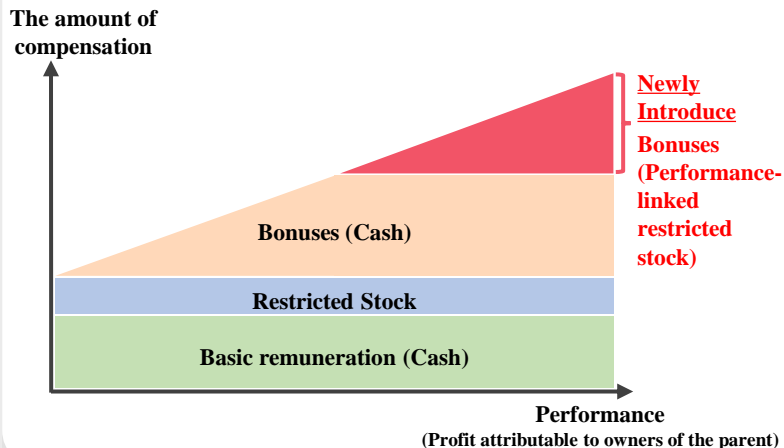 The amount of
compensation
Newly
Introduce
Bonuses
(Performance-
linked
restricted
stock)
Bonuses (Cash)
Restricted Stock
Basic remuneration (Cash)
Performance
(Profit attributable to owners of the parent)